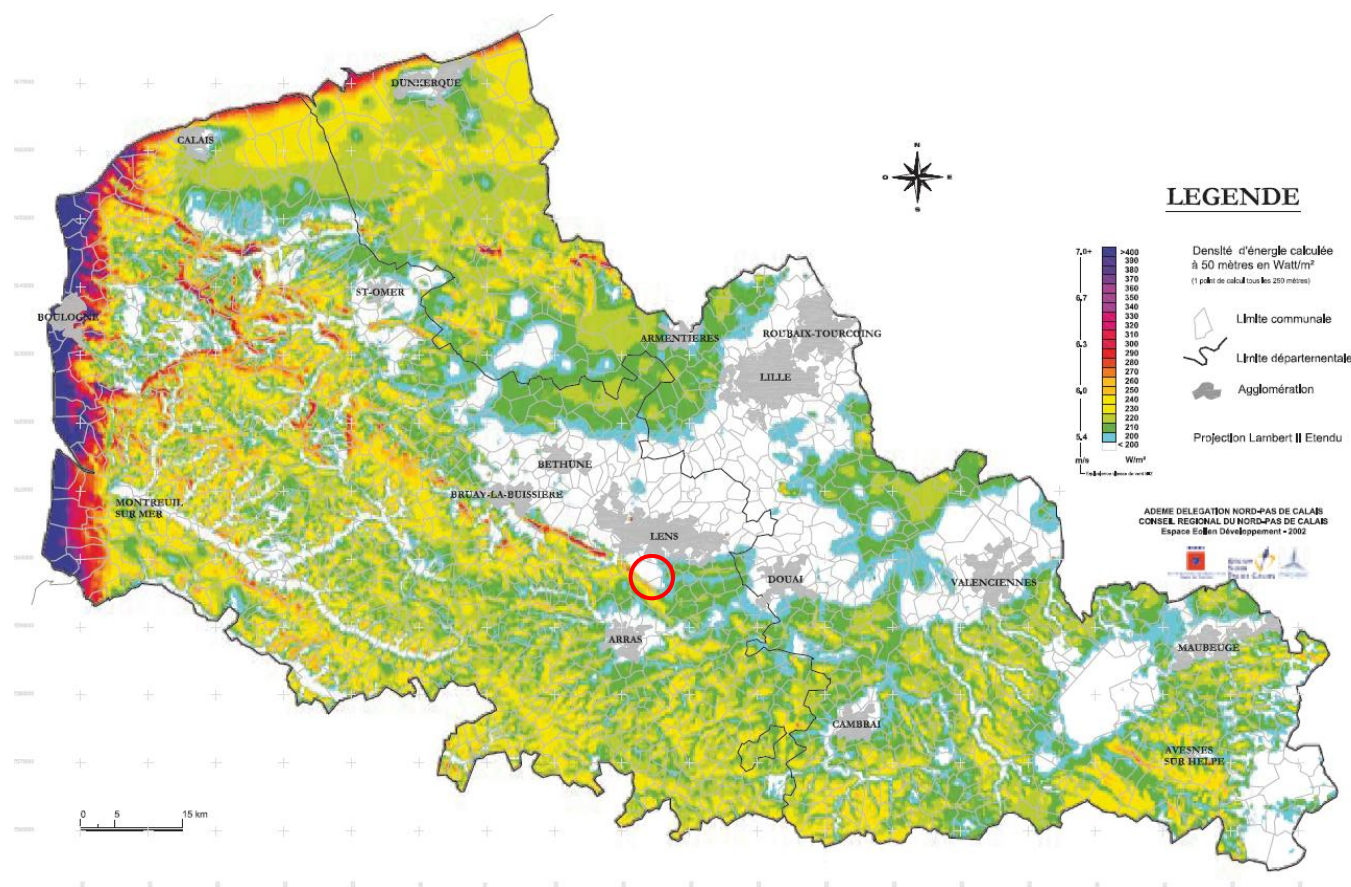 DUNKERQUE
CALAIS
N
O
E
S
ST-OMER
BOULOGNE
ARMENTIERES
ROUBAIX-TOURCOING
LILLE
BETHUNE
BRUAY-LA-BUISSIERE
MONTREUIL
SUR MER
LENS
DOUAI
VALENCIENNES
ARRAS
MAUBEUGE
CAMBRAI
AVESNES
SUR HELPE
0 5 15 km
LEGENDE
7.0+ >400
390
380
370
6.7 360
350
340
330
320
6.3 310
300
290
280
270
6.0 260
250
240
230
220
5.4 210
200
< 200
m/s W/m²
Densité d'énergie calculée
à 50 mètres en Watt/m²
(1 point de calcul tous les 250 mètres)
Limite communale
Limite départementale
Agglomération
Projection Lambert II Etendu
ADEME DELEGATION NORD-PAS DE CALAIS
CONSEIL REGIONAL DU NORD-PAS DE CALAIS
Espace Eolien Développement - 2002